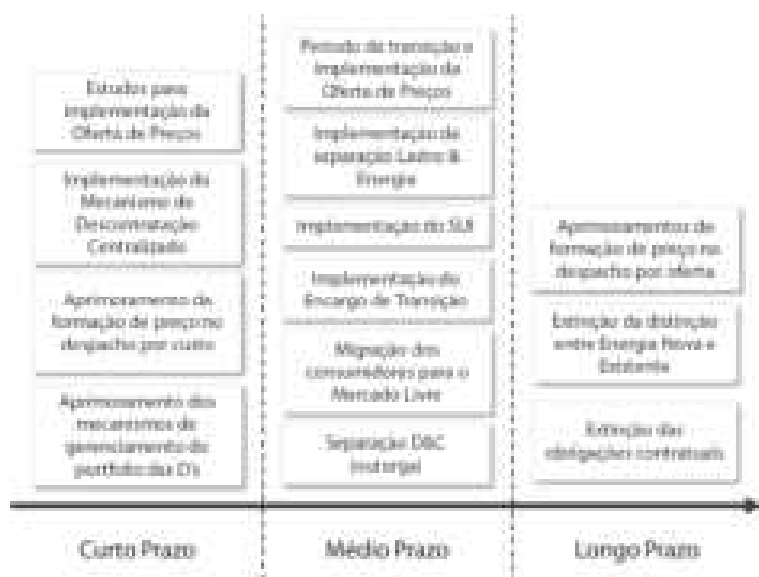 Estudos para
implementação da
Oferta de Preços
Implementação do
Mecanismo de
Descontratação
Centralizado
Aprimoramento da
formação de preço no
despacho por custo
Aprimoramento dos
mecanismos de
gerenciamento do
portfolio das D's
Período de transição e
implementação da
Oferta de Preços
Implementação da
separação Lastro &
Energia
Implementação do SUI
Implementação do
Encargo de Transição
Migração dos
consumidores para o
Mercado Livre
Separação D&C
(outorga)
Aprimoramentos de
formação de preço no
despacho por oferta
Extinção da distinção
entre Energia Nova e
Existente
Extinção das
obrigações contratuais
Curto Prazo
Médio Prazo
Longo Prazo